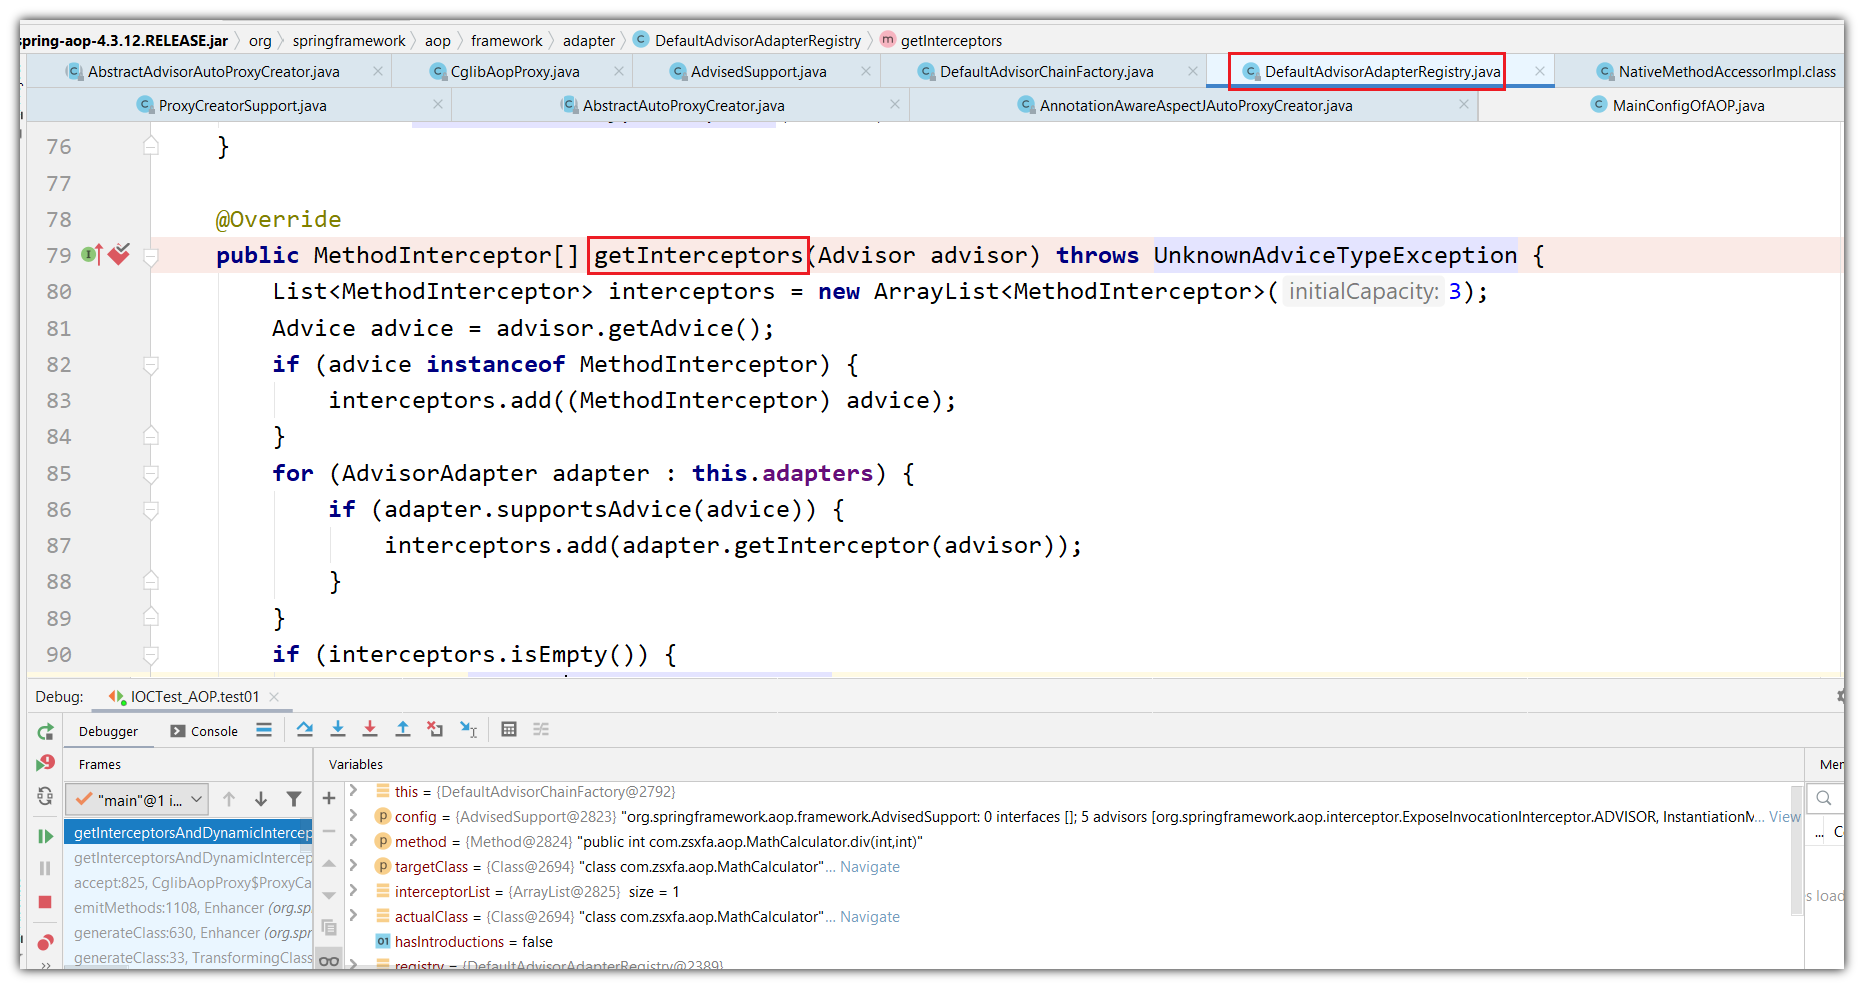 spring-aop-4.3.12.RELEASE.jar org springframework aop framework adapter DefaultAdvisorAdapterRegistry getInterceptors
AbstractAdvisorAutoProxyCreator.java CglibAopProxy.java AdvisedSupport.java DefaultAdvisorChainFactory.java DefaultAdvisorAdapterRegistry.java NativeMethodAccessorImpl.class
ProxyCreatorSupport.java AbstractAutoProxyCreator.java AnnotationAwareAspectJAutoProxyCreator.java MainConfigOfAOP.java
76 }
77
78 @Override
79 public MethodInterceptor[] getInterceptors(Advisor advisor) throws UnknownAdviceTypeException {
80 List<MethodInterceptor> interceptors = new ArrayList<MethodInterceptor>( initialCapacity: 3);
81 Advice advice = advisor.getAdvice();
82 if (advice instanceof MethodInterceptor) {
83 interceptors.add((MethodInterceptor) advice);
84 }
85 for (AdvisorAdapter adapter : this.adapters) {
86 if (adapter.supportsAdvice(advice)) {
87 interceptors.add(adapter.getInterceptor(advisor));
88 }
89 }
90 if (interceptors.isEmpty()) {
Debug: IOCTest_AOP.test01
Debugger Console
Frames Variables Mer
"main"@1 i...
this = {DefaultAdvisorChainFactory@2792}
config = {AdvisedSupport@2823} "org.springframework.aop.framework.AdvisedSupport: 0 interfaces []; 5 advisors [org.springframework.aop.interceptor.ExposeInvocationInterceptor.ADVISOR, InstantiationM... View
getInterceptorsAndDynamicIntercep method = {Method@2824} "public int com.zsxfa.aop.MathCalculator.div(int,int)"
getInterceptorsAndDynamicIntercep targetClass = {Class@2694} "class com.zsxfa.aop.MathCalculator"... Navigate
accept:825, CglibAopProxy$ProxyCa interceptorList = {ArrayList@2825} size = 1
emitMethods:1108, Enhancer (org.sp actualClass = {Class@2694} "class com.zsxfa.aop.MathCalculator"... Navigate
generateClass:630, Enhancer (org.spr hasIntroductions = false
generateClass:33, TransformingClass registry = {DefaultAdvisorAdapterRegistry@2389}
... C
s load